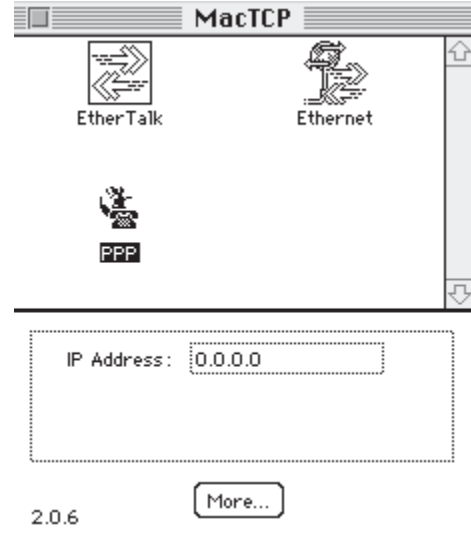 MacTCP
EtherTalk
Ethernet
PPP
IP Address: 0.0.0.0
More...
2.0.6